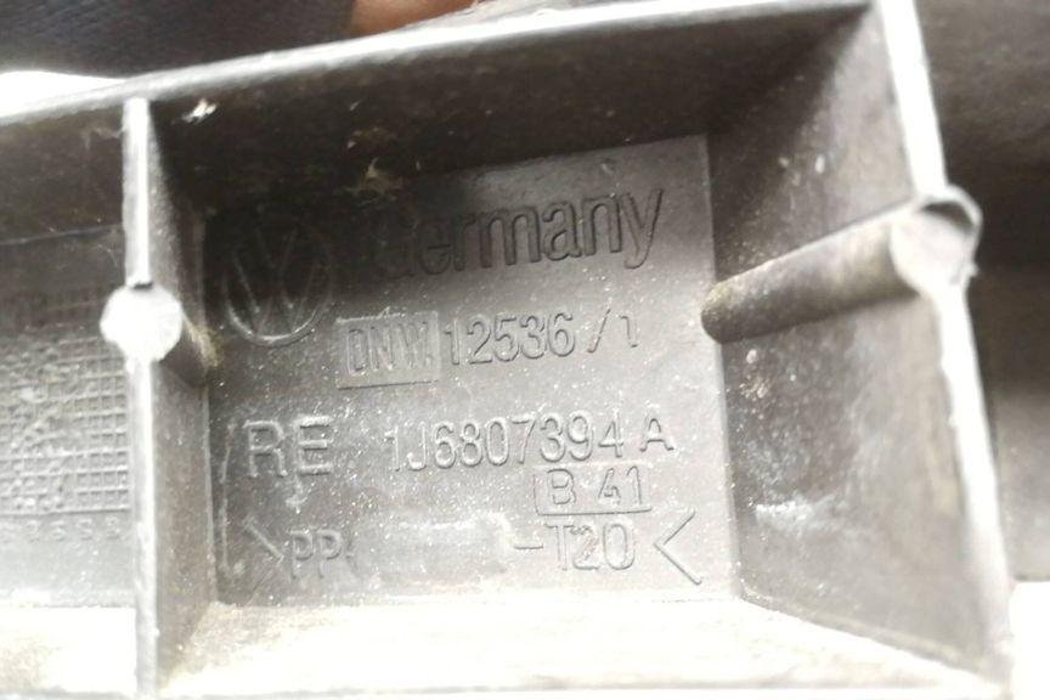 Germany
DNW 12536/1
RE 1J6807394 A
B 41
>PP -T20<